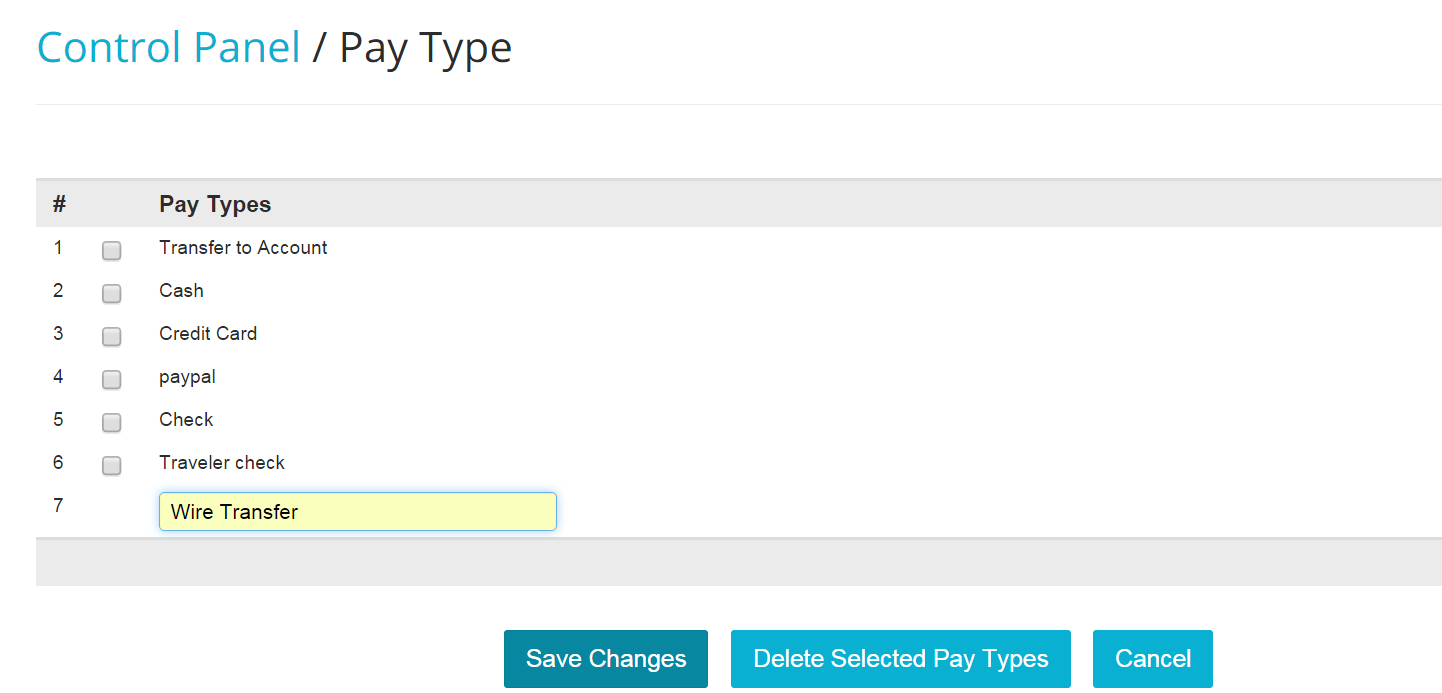 Control Panel / Pay Type
# Pay Types
1 Transfer to Account
2 Cash
3 Credit Card
4 paypal
5 Check
6 Traveler check
7 Wire Transfer
Save Changes Delete Selected Pay Types Cancel